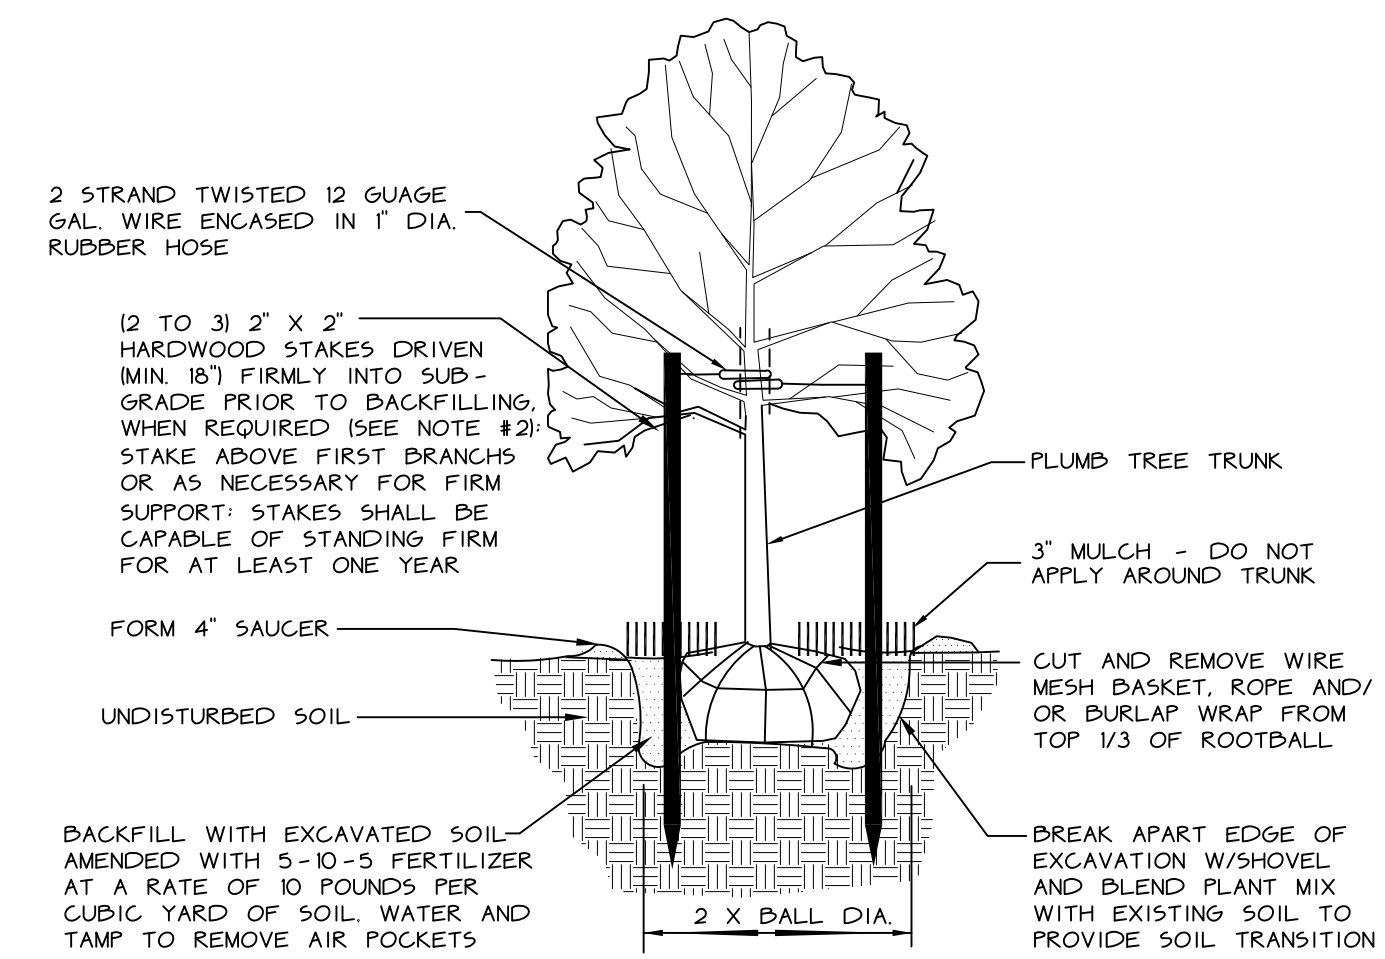 2 STRAND TWISTED 12 GUAGE
GAL. WIRE ENCASED IN 1" DIA.
RUBBER HOSE
(2 TO 3) 2" X 2"
HARDWOOD STAKES DRIVEN
(MIN. 18") FIRMLY INTO SUB-
GRADE PRIOR TO BACKFILLING,
WHEN REQUIRED (SEE NOTE #2):
STAKE ABOVE FIRST BRANCHS
OR AS NECESSARY FOR FIRM
SUPPORT: STAKES SHALL BE
CAPABLE OF STANDING FIRM
FOR AT LEAST ONE YEAR
FORM 4" SAUCER
UNDISTURBED SOIL
BACKFILL WITH EXCAVATED SOIL
AMENDED WITH 5-10-5 FERTILIZER
AT A RATE OF 10 POUNDS PER
CUBIC YARD OF SOIL. WATER AND
TAMP TO REMOVE AIR POCKETS
2 X BALL DIA.
PLUMB TREE TRUNK
3" MULCH - DO NOT
APPLY AROUND TRUNK
CUT AND REMOVE WIRE
MESH BASKET, ROPE AND/
OR BURLAP WRAP FROM
TOP 1/3 OF ROOTBALL
BREAK APART EDGE OF
EXCAVATION W/SHOVEL
AND BLEND PLANT MIX
WITH EXISTING SOIL TO
PROVIDE SOIL TRANSITION